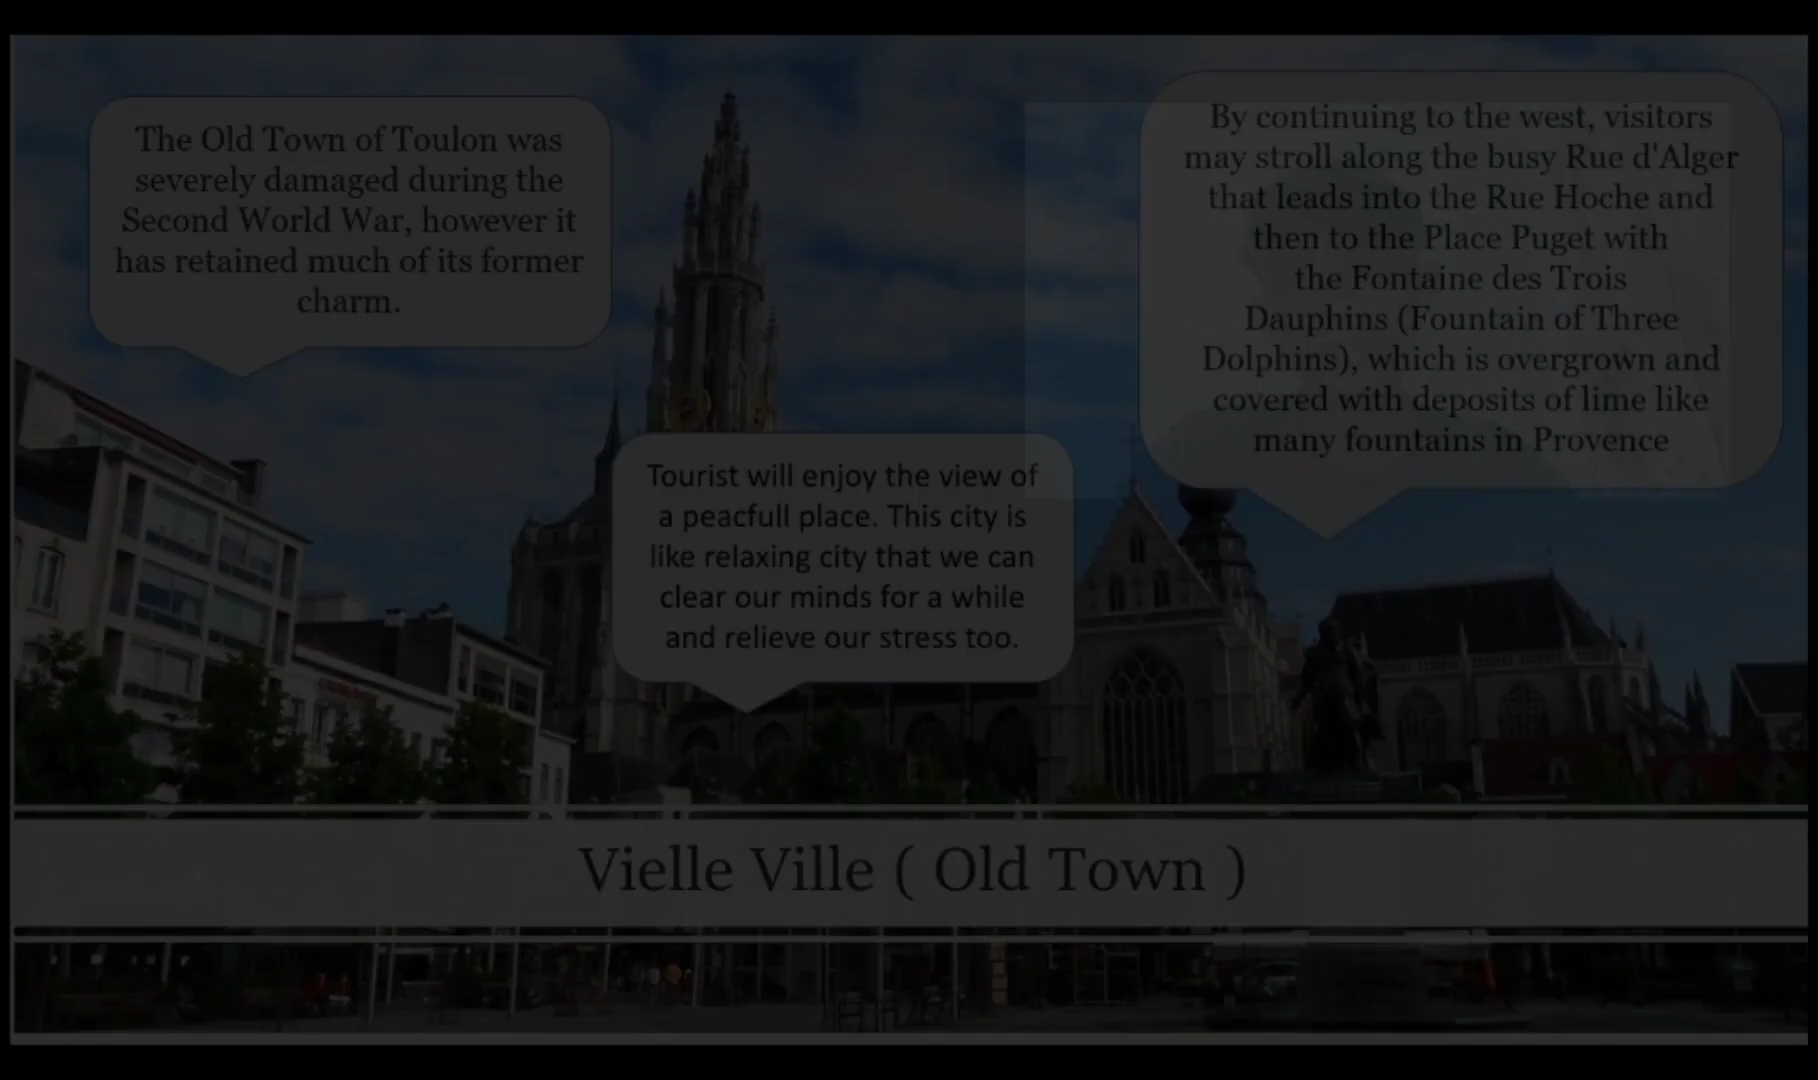 The Old Town of Toulon was
severely damaged during the
Second World War, however it
has retained much of its former
charm.
Tourist will enjoy the view of
a peacfull place. This city is
like relaxing city that we can
clear our minds for a while
and relieve our stress too.
By continuing to the west, visitors
may stroll along the busy Rue d'Alger
that leads into the Rue Hoche and
then to the Place Puget with
the Fontaine des Trois
Dauphins (Fountain of Three
Dolphins), which is overgrown and
covered with deposits of lime like
many fountains in Provence
Vielle Ville ( Old Town )